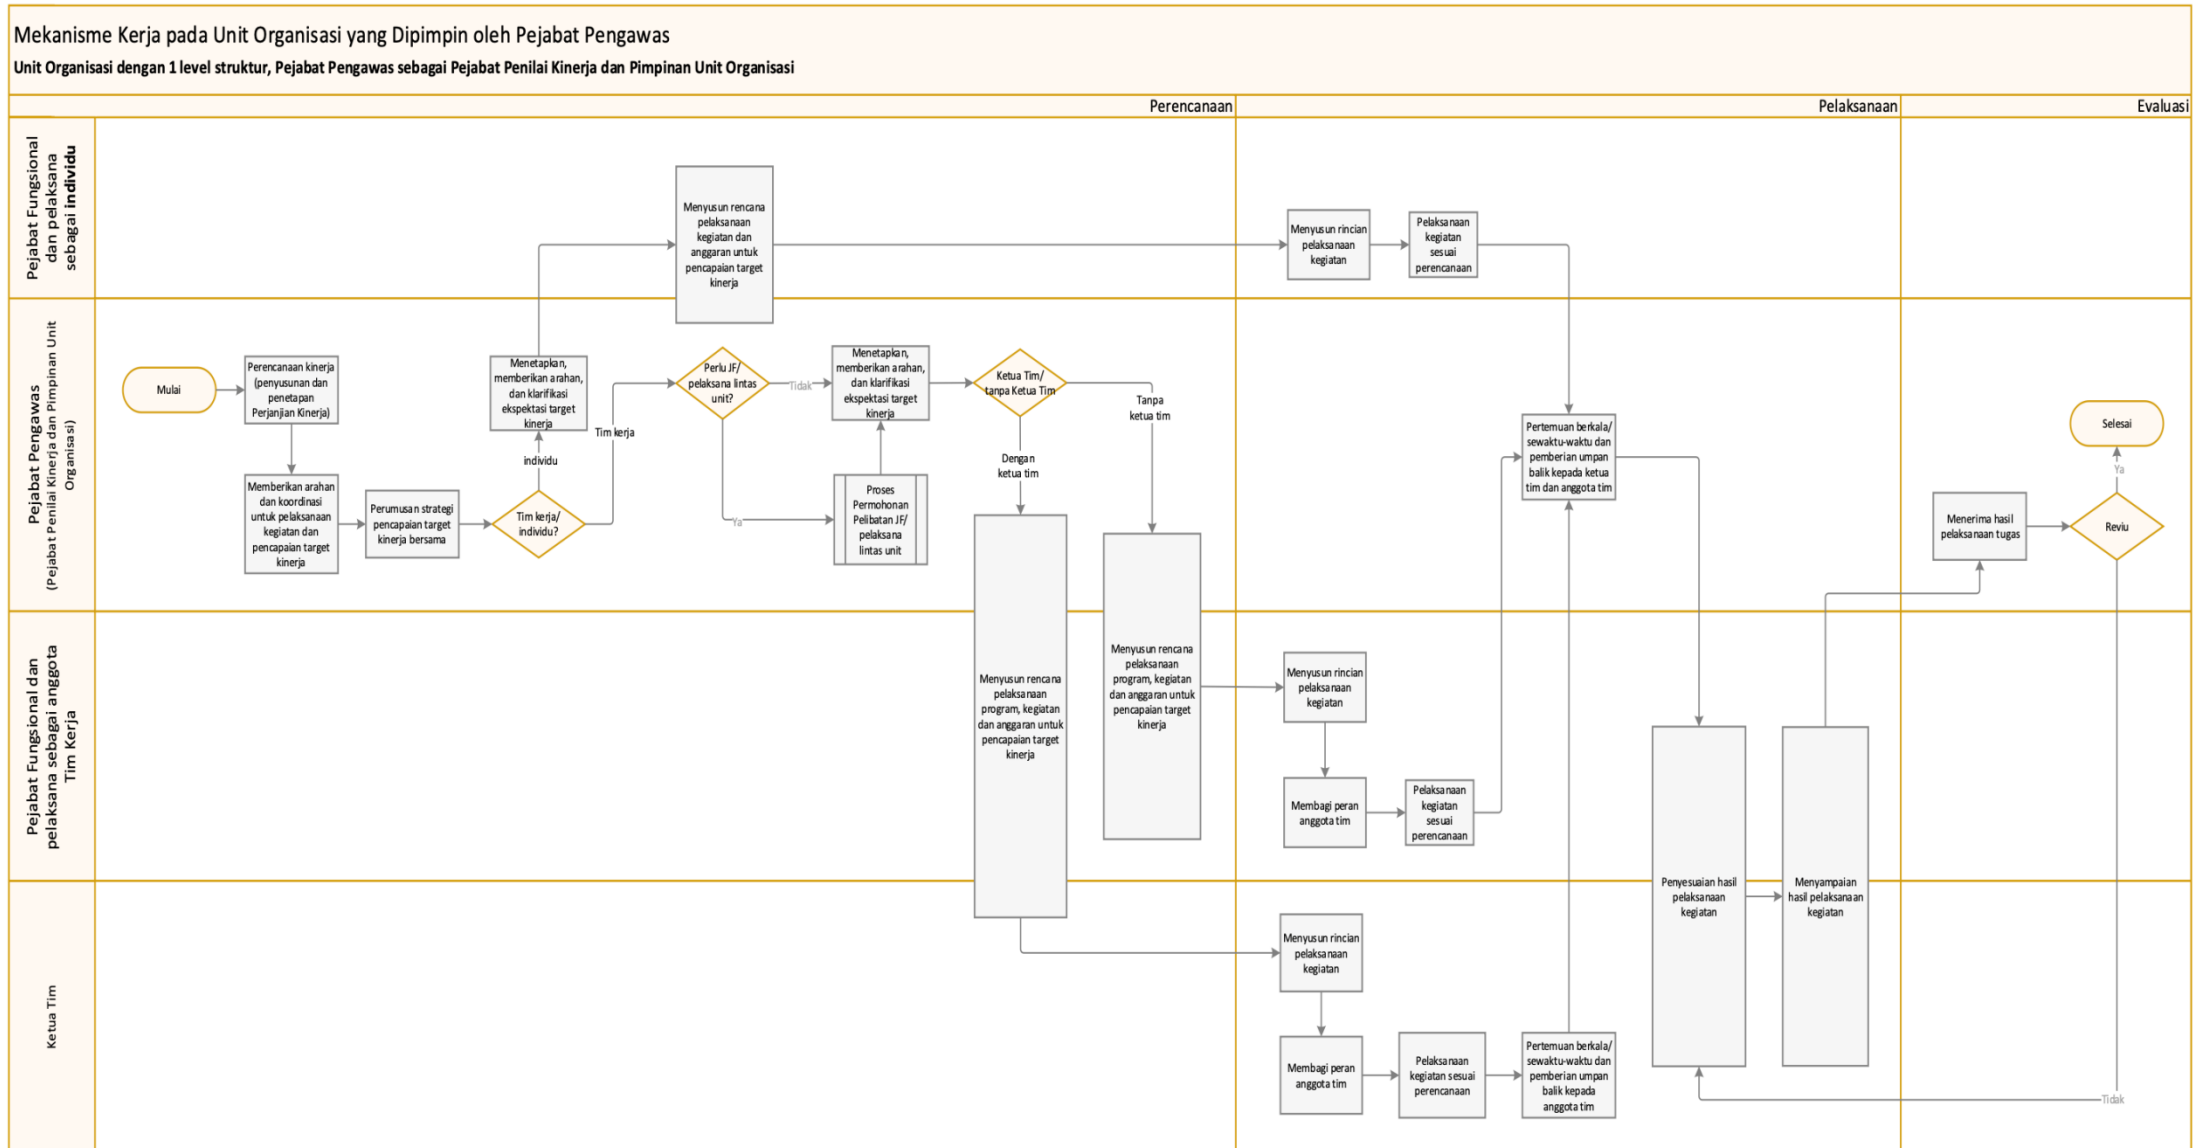 Mekanisme Kerja pada Unit Organisasi yang Dipimpin oleh Pejabat Pengawas
Unit Organisasi dengan 1 level struktur, Pejabat Pengawas sebagai Pejabat Penilai Kinerja dan Pimpinan Unit Organisasi
Perencanaan
Pelaksanaan
Evaluasi
Pejabat Fungsional
dan pelaksana
sebagai individu
Menyusun rencana
pelaksanaan
kegiatan dan
anggaran untuk
pencapaian target
kinerja
Menyusun rincian
pelaksanaan
kegiatan
Pelaksanaan
kegiatan
sesuai
perencanaan
Pejabat Pengawas
(Pejabat Penilai Kinerja dan Pimpinan Unit
Organisasi)
Mulai
Perencanaan kinerja
(penyusunan dan
penetapan
Perjanjian Kinerja)
Memberikan arahan
dan koordinasi
untuk pelaksanaan
kegiatan dan
pencapaian target
kinerja
Perumusan strategi
pencapaian target
kinerja bersama
Tim kerja/
individu?
individu
Menetapkan,
memberikan arahan,
dan klarifikasi
ekspektasi target
kinerja
Tim kerja
Perlu JF/
pelaksana lintas
unit?
Tidak
Ya
Proses
Permohonan
Pelibatan JF/
pelaksana
lintas unit
Menetapkan,
memberikan arahan,
dan klarifikasi
ekspektasi target
kinerja
Ketua Tim/
tanpa Ketua Tim
Dengan
ketua tim
Tanpa
ketua tim
Pertemuan berkala/
sewaktu-waktu dan
pemberian umpan
balik kepada ketua
tim dan anggota tim
Menerima hasil
pelaksanaan tugas
Reviu
Ya
Selesai
Pejabat Fungsional dan
pelaksana sebagai anggota
Tim Kerja
Menyusun rencana
pelaksanaan
program, kegiatan
dan anggaran untuk
pencapaian target
kinerja
Menyusun rencana
pelaksanaan
program, kegiatan
dan anggaran untuk
pencapaian target
kinerja
Menyusun rincian
pelaksanaan
kegiatan
Membagi peran
anggota tim
Pelaksanaan
kegiatan
sesuai
perencanaan
Penyesuaian hasil
pelaksanaan
kegiatan
Menyampaian
hasil pelaksanaan
kegiatan
Ketua Tim
Menyusun rincian
pelaksanaan
kegiatan
Membagi peran
anggota tim
Pelaksanaan
kegiatan sesuai
perencanaan
Pertemuan berkala/
sewaktu-waktu dan
pemberian umpan
balik kepada
anggota tim
Tidak